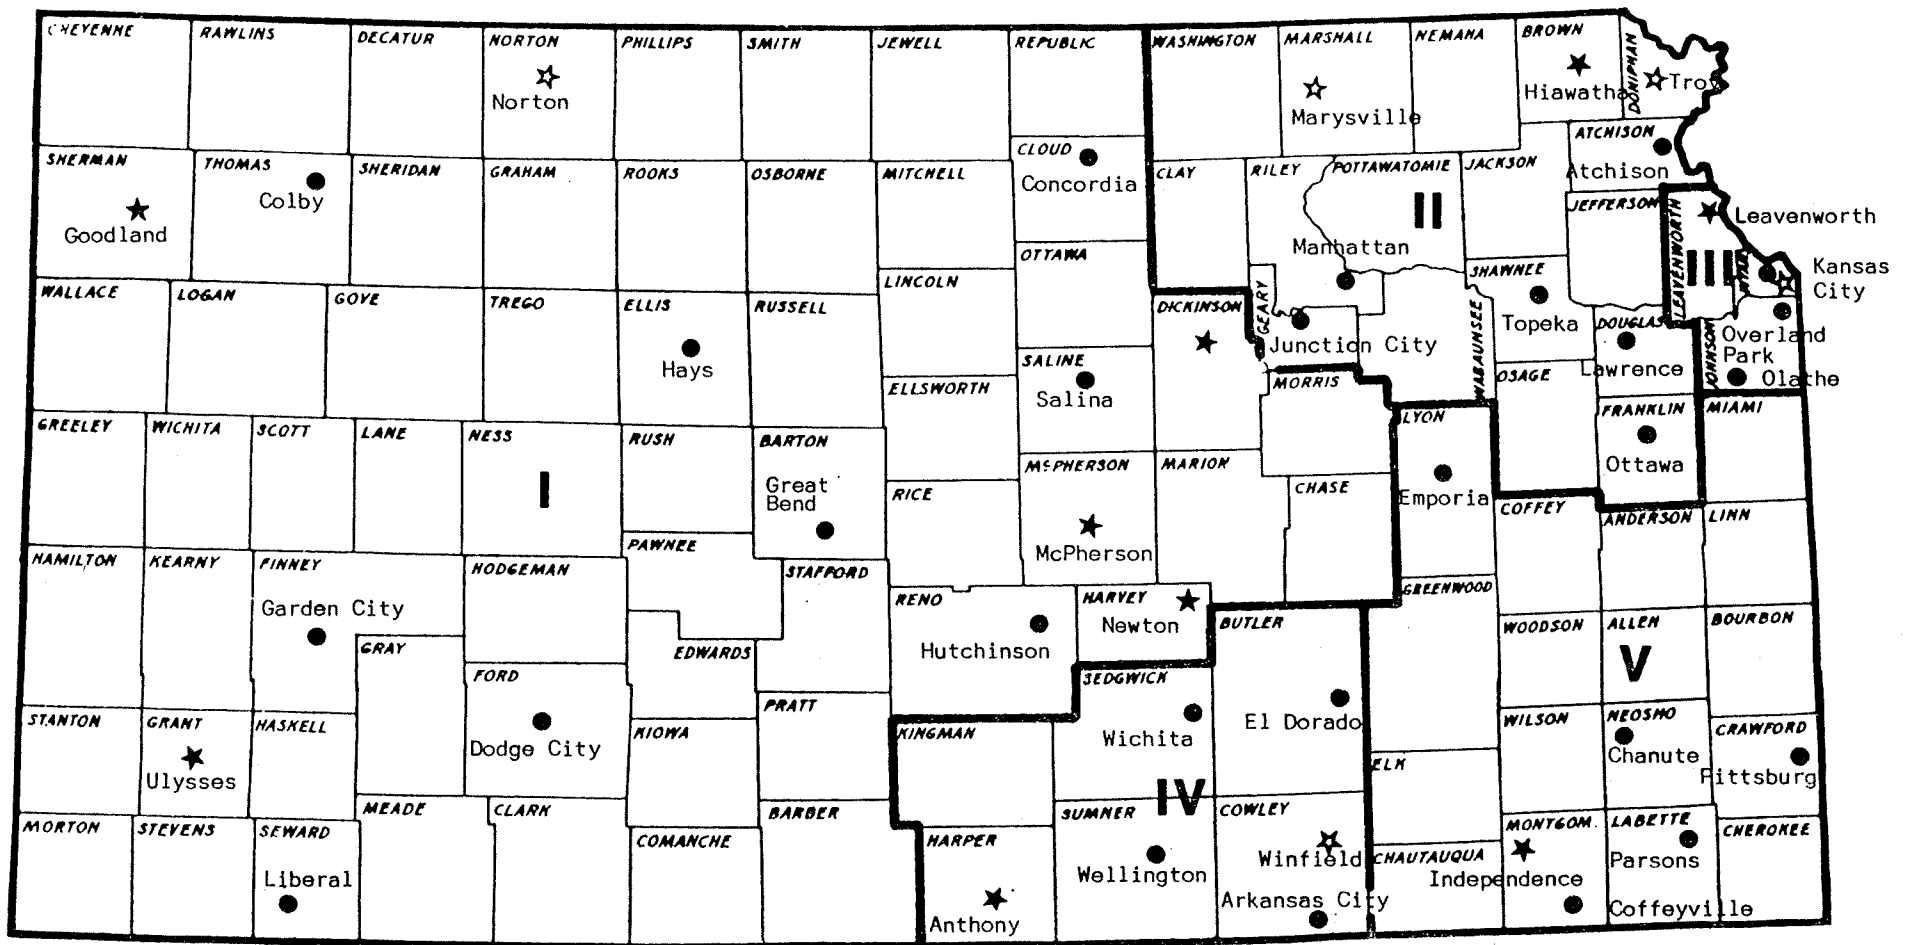 CHEYENNE RAWLINS DECATUR NORTON PHILLIPS SMITH JEWELL REPUBLIC WASHINGTON MARSHALL NEMAHA BROWN DONIPHAN
Norton
Marysville
Hiawatha
Troy
SHERMAN THOMAS SHERIDAN GRAHAM ROOKS OSBORNE MITCHELL CLOUD CLAY RILEY POTTAWATOMIE JACKSON ATCHISON
Goodland
Colby
Concordia
Atchison
II
JEFFERSON LEAVENWORTH
Leavenworth
Manhattan
OTTAWA
III
WYAN
Kansas
City
WALLACE LOGAN GOVE TREGO ELLIS RUSSELL LINCOLN DICKINSON GEARY WABAUNSEE SHAWNEE DOUGLAS JOHNSON
Hays
Junction City
Topeka
Lawrence
Overland
Park
Olathe
SALINE
Salina
ELLSWORTH MORRIS OSAGE
GREELEY WICHITA SCOTT LANE NESS RUSH BARTON LYON FRANKLIN MIAMI
I
Great
Bend
Emporia
Ottawa
RICE McPHERSON MARION CHASE COFFEY ANDERSON LINN
McPherson
HAMILTON KEARNY FINNEY HODGEMAN PAWNEE STAFFORD RENO HARVEY GREENWOOD
Garden City
Hutchinson
Newton
GRAY EDWARDS BUTLER WOODSON ALLEN BOURBON
V
FORD SEDGWICK
Dodge City
Wichita
El Dorado
STANTON GRANT HASKELL KIOWA PRATT KINGMAN WILSON NEOSHO CRAWFORD
Ulysses
Chanute
Pittsburg
ELK
IV
MORTON STEVENS SEWARD MEADE CLARK COMANCHE BARBER HARPER SUMNER COWLEY CHAUTAUQUA MONTGOM. LABETTE CHEROKEE
Liberal
Anthony
Wellington
Winfield
Arkansas City
Independence
Parsons
Coffeyville